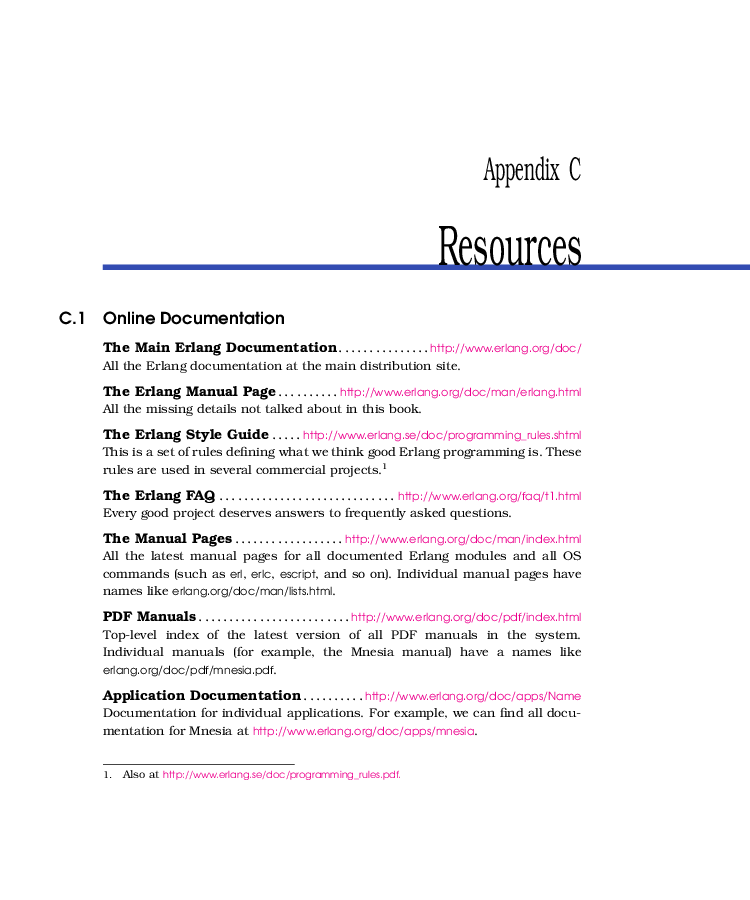 Appendix C
Resources
C.1 Online Documentation
The Main Erlang Documentation. . . . . . . . . . . . . . . http://www.erlang.org/doc/
All the Erlang documentation at the main distribution site.
The Erlang Manual Page . . . . . . . . . . http://www.erlang.org/doc/man/erlang.html
All the missing details not talked about in this book.
The Erlang Style Guide . . . . . http://www.erlang.se/doc/programming_rules.shtml
This is a set of rules defining what we think good Erlang programming is. These
rules are used in several commercial projects.1
The Erlang FAQ . . . . . . . . . . . . . . . . . . . . . . . . . . . . . http://www.erlang.org/faq/t1.html
Every good project deserves answers to frequently asked questions.
The Manual Pages . . . . . . . . . . . . . . . . . . http://www.erlang.org/doc/man/index.html
All the latest manual pages for all documented Erlang modules and all OS
commands (such as erl, erlc, escript, and so on). Individual manual pages have
names like erlang.org/doc/man/lists.html.
PDF Manuals . . . . . . . . . . . . . . . . . . . . . . . . . http://www.erlang.org/doc/pdf/index.html
Top-level index of the latest version of all PDF manuals in the system.
Individual manuals (for example, the Mnesia manual) have a names like
erlang.org/doc/pdf/mnesia.pdf.
Application Documentation . . . . . . . . . . http://www.erlang.org/doc/apps/Name
Documentation for individual applications. For example, we can find all docu-
mentation for Mnesia at http://www.erlang.org/doc/apps/mnesia.
1. Also at http://www.erlang.se/doc/programming_rules.pdf.